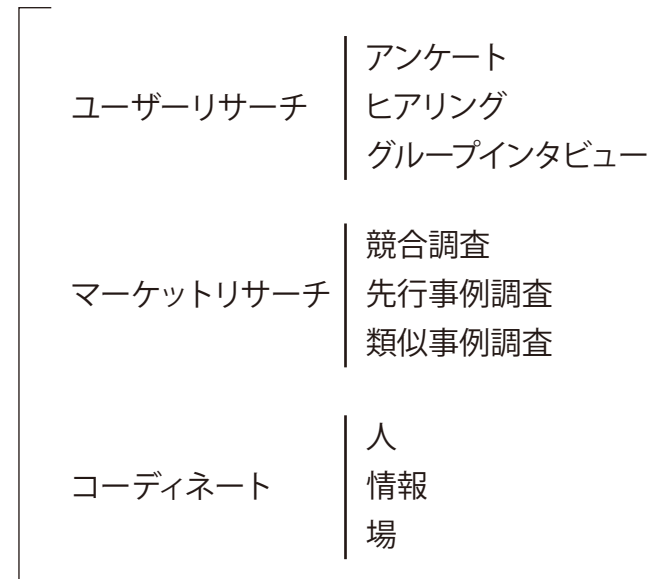 ユーザーリサーチ
アンケート
ヒアリング
グループインタビュー
マーケットリサーチ
競合調査
先行事例調査
類似事例調査
コーディネート
人
情報
場